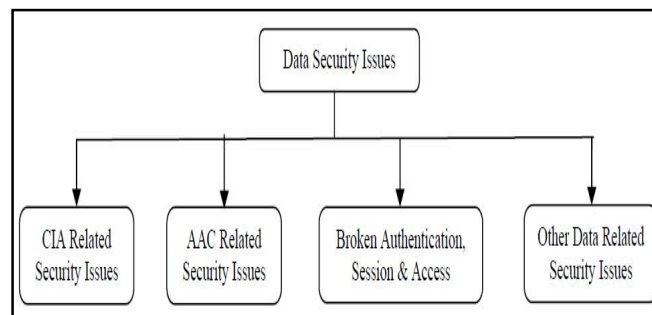 Data Security Issues
CIA Related
Security Issues
AAC Related
Security Issues
Broken Authentication,
Session & Access
Other Data Related
Security Issues